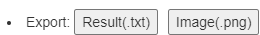 • Export: Result(.txt) Image(.png)